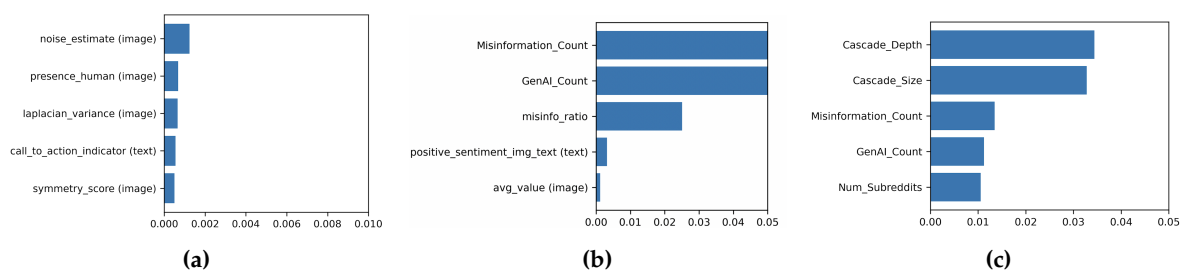 noise_estimate (image)
presence_human (image)
laplacian_variance (image)
call_to_action_indicator (text)
symmetry_score (image)
0.000 0.002 0.004 0.006 0.008 0.010
(a)
Misinformation_Count
GenAI_Count
misinfo_ratio
positive_sentiment_img_text (text)
avg_value (image)
0.00 0.01 0.02 0.03 0.04 0.05
(b)
Cascade_Depth
Cascade_Size
Misinformation_Count
GenAI_Count
Num_Subreddits
0.00 0.01 0.02 0.03 0.04 0.05
(c)